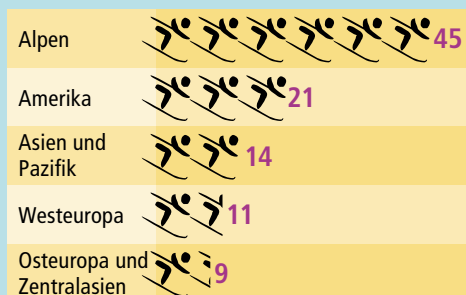 Alpen 45
Amerika 21
Asien und
Pazifik 14
Westeuropa 11
Osteuropa und
Zentralasien 9